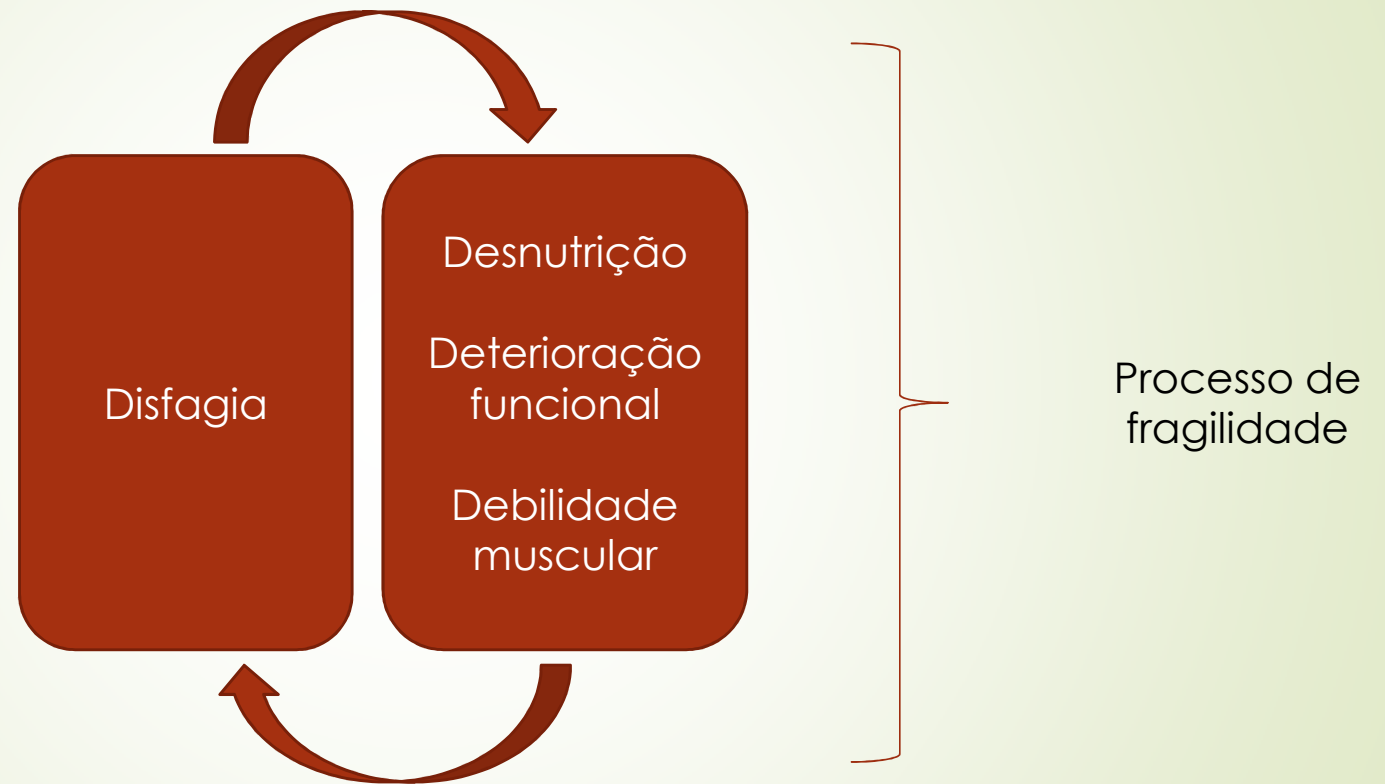 Disfagia
Desnutrição
Deterioração
funcional
Debilidade
muscular
Processo de
fragilidade